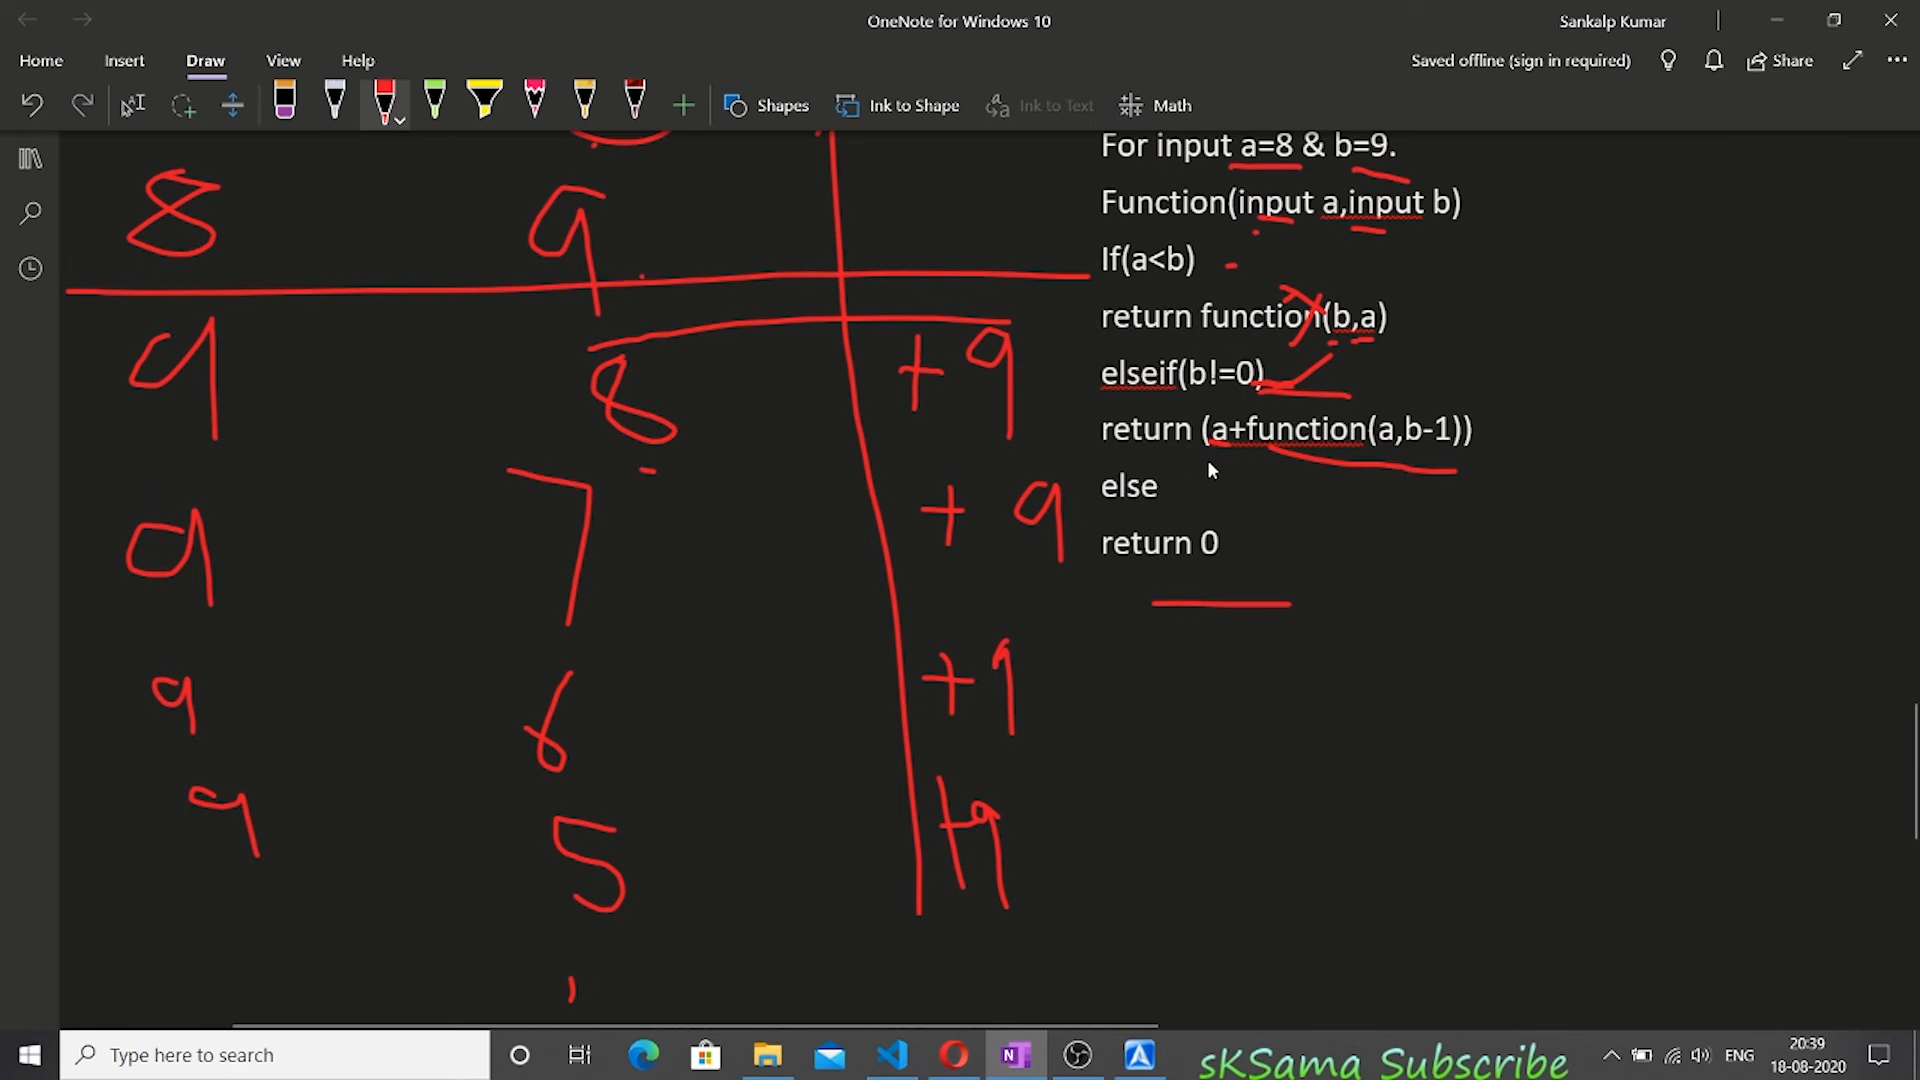 OneNote for Windows 10
Sankalp Kumar
Home Insert Draw View Help
Saved offline (sign in required)
Share
Shapes
Ink to Shape
Ink to Text
Math
For input a=8 & b=9.
Function(input a,input b)
If(a<b)
return function(b,a)
elseif(b!=0)
return (a+function(a,b-1))
else
return 0
8 9
9 8 +9
9 7 +9
9 6 +9
9 5 +9
Type here to search
sKSama Subscribe
ENG
20:39
18-08-2020